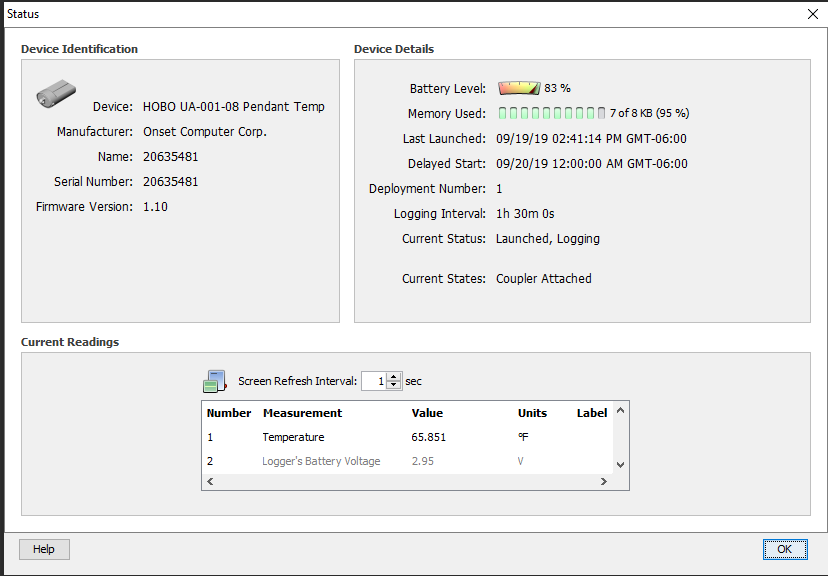 Status
Device Identification
Device: HOBO UA-001-08 Pendant Temp
Manufacturer: Onset Computer Corp.
Name: 20635481
Serial Number: 20635481
Firmware Version: 1.10
Device Details
Battery Level: 83 %
Memory Used: 7 of 8 KB (95 %)
Last Launched: 09/19/19 02:41:14 PM GMT-06:00
Delayed Start: 09/20/19 12:00:00 AM GMT-06:00
Deployment Number: 1
Logging Interval: 1h 30m 0s
Current Status: Launched, Logging
Current States: Coupler Attached
Current Readings
Screen Refresh Interval: 1 sec
Number Measurement Value Units Label
1 Temperature 65.851 °F
2 Logger's Battery Voltage 2.95 V
Help OK